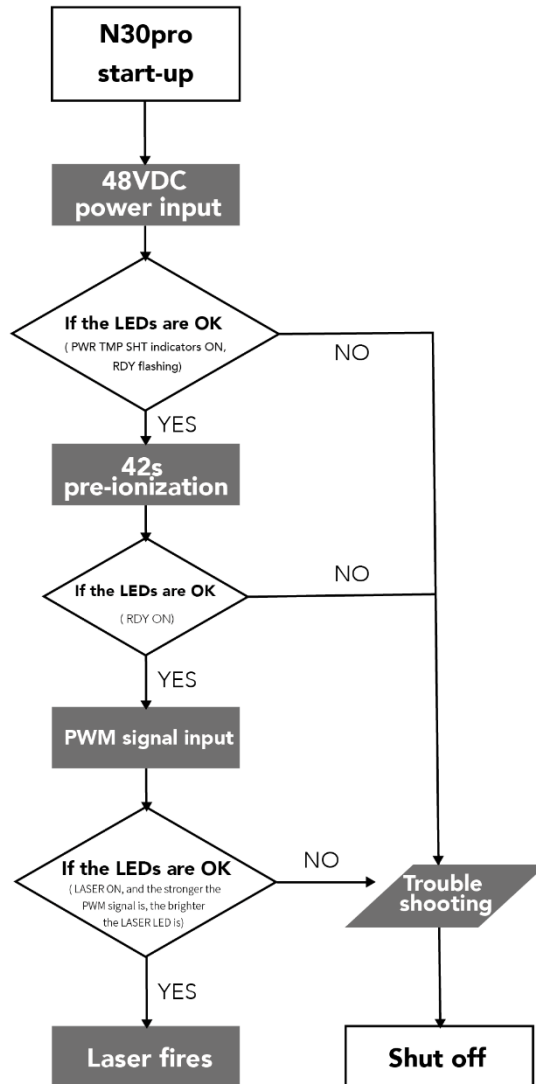 N30pro
start-up
48VDC
power input
If the LEDs are OK
( PWR TMP SHT indicators ON,
RDY flashing)
NO
YES
42s
pre-ionization
If the LEDs are OK
( RDY ON)
NO
YES
PWM signal input
If the LEDs are OK
( LASER ON, and the stronger the
PWM signal is, the brighter
the LASER LED is)
NO
Trouble
shooting
YES
Laser fires
Shut off